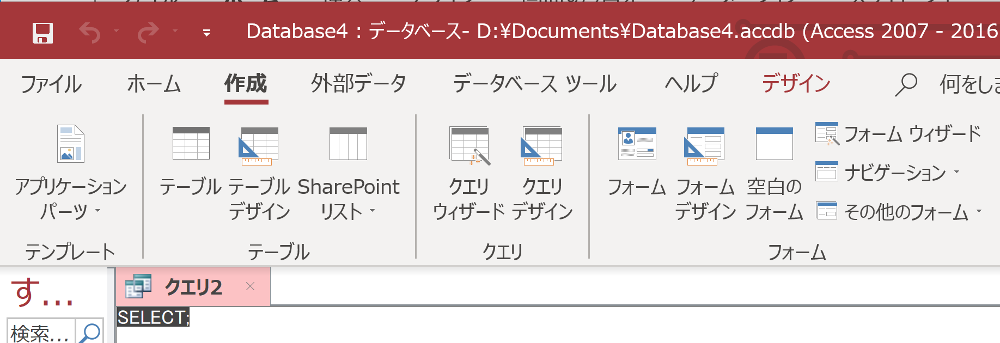 Database4 : データベース- D:¥Documents¥Database4.accdb (Access 2007 - 2016
ファイル ホーム 作成 外部データ データベース ツール ヘルプ デザイン 何をしま
アプリケーション
パーツ
テーブル
テーブル
デザイン
SharePoint
リスト
クエリ
ウィザード
クエリ
デザイン
フォーム
フォーム
デザイン
空白の
フォーム
フォーム ウィザード
ナビゲーション
その他のフォーム
テンプレート テーブル クエリ フォーム
す...
クエリ2
検索...
SELECT;